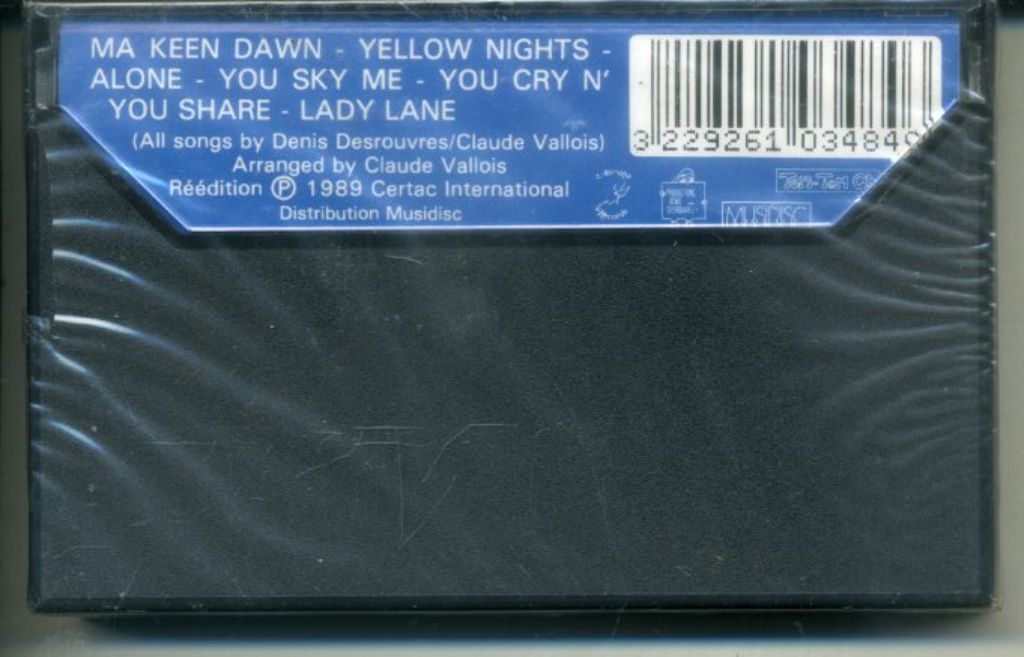 MA KEEN DAWN - YELLOW NIGHTS -
ALONE - YOU SKY ME - YOU CRY N'
YOU SHARE - LADY LANE
(All songs by Denis Desrouvres/Claude Vallois)
Arranged by Claude Vallois
Réédition Ⓟ 1989 Certac International
Distribution Musidisc
3 229261 03484
MUSIDISC